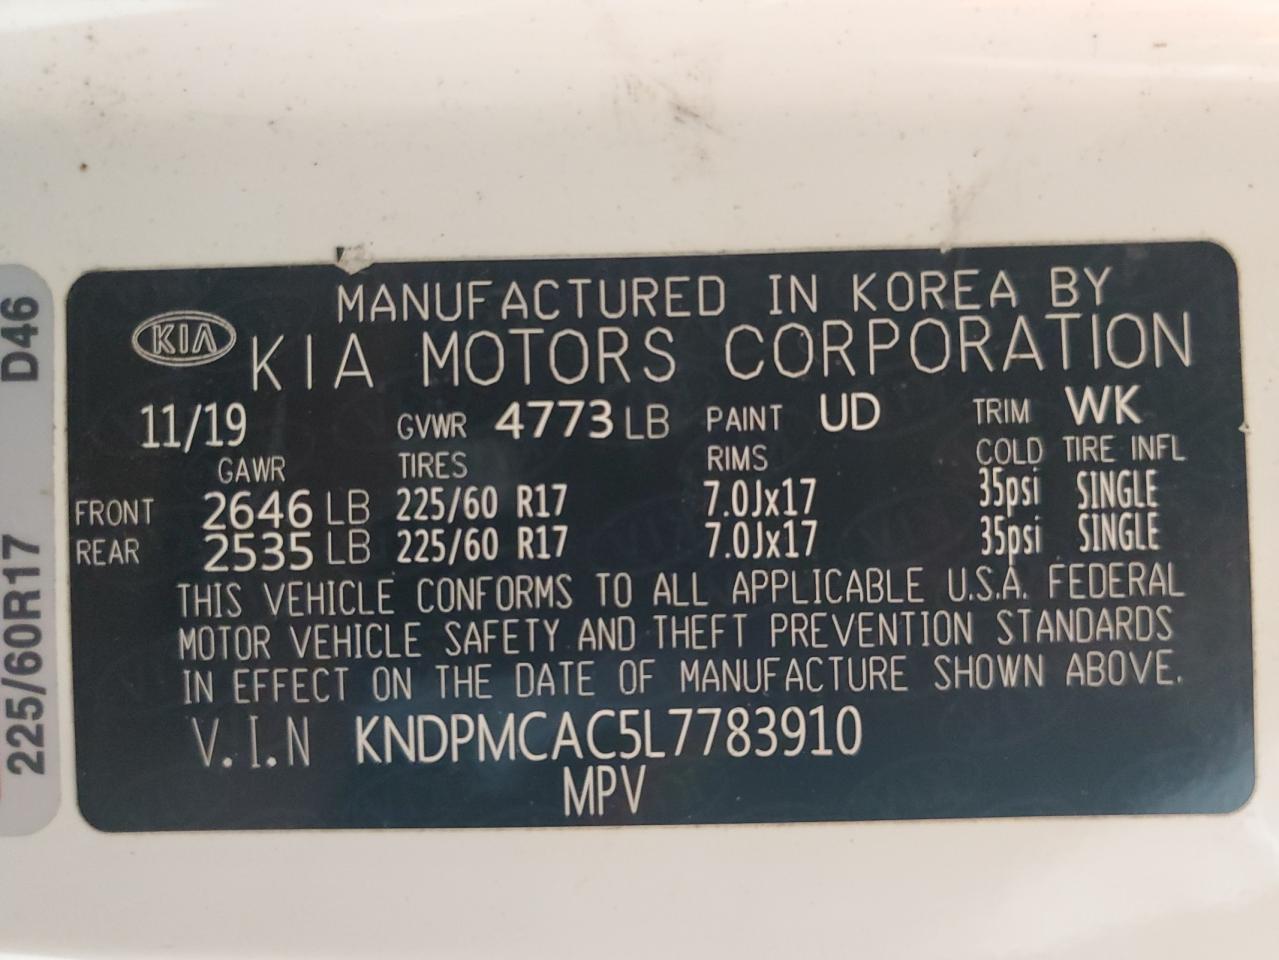 MANUFACTURED IN KOREA BY
KIA
KIA MOTORS CORPORATION
11/19 GVWR 4773 LB PAINT UD TRIM WK
GAWR TIRES RIMS COLD TIRE INFL
FRONT 2646 LB 225/60 R17 7.0Jx17 35psi SINGLE
REAR 2535 LB 225/60 R17 7.0Jx17 35psi SINGLE
THIS VEHICLE CONFORMS TO ALL APPLICABLE U.S.A. FEDERAL
MOTOR VEHICLE SAFETY AND THEFT PREVENTION STANDARDS
IN EFFECT ON THE DATE OF MANUFACTURE SHOWN ABOVE.
V.I.N KNDPMCAC5L7783910
MPV
225/60R17 D46